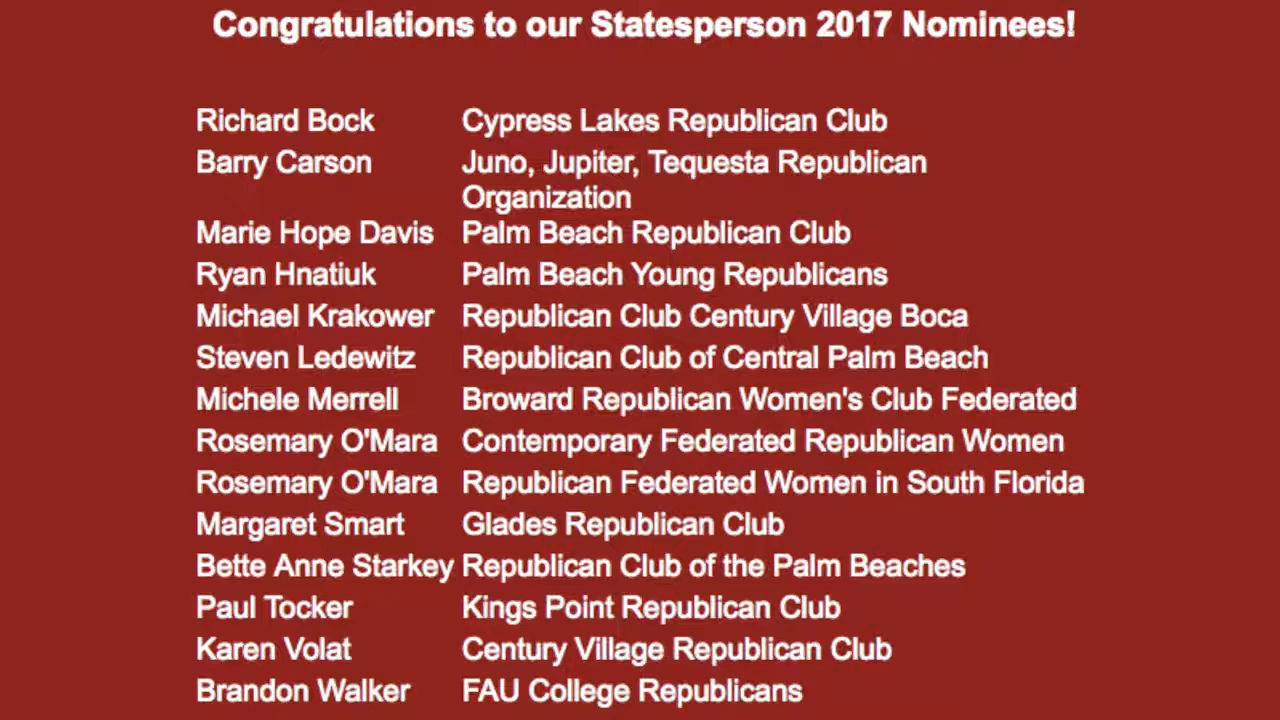 Congratulations to our Statesperson 2017 Nominees!
Richard Bock Cypress Lakes Republican Club
Barry Carson Juno, Jupiter, Tequesta Republican
Organization
Marie Hope Davis Palm Beach Republican Club
Ryan Hnatiuk Palm Beach Young Republicans
Michael Krakower Republican Club Century Village Boca
Steven Ledewitz Republican Club of Central Palm Beach
Michele Merrell Broward Republican Women's Club Federated
Rosemary O'Mara Contemporary Federated Republican Women
Rosemary O'Mara Republican Federated Women in South Florida
Margaret Smart Glades Republican Club
Bette Anne Starkey Republican Club of the Palm Beaches
Paul Tocker Kings Point Republican Club
Karen Volat Century Village Republican Club
Brandon Walker FAU College Republicans